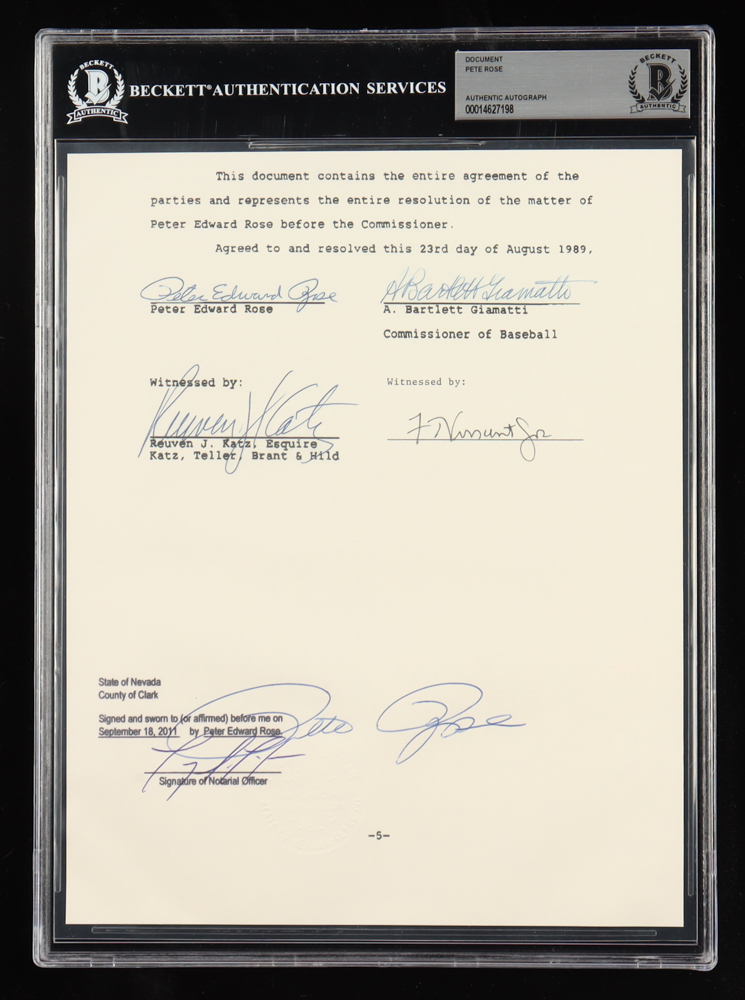 BECKETT
B
AUTHENTIC
BECKETT® AUTHENTICATION SERVICES
DOCUMENT
PETE ROSE
AUTHENTIC AUTOGRAPH
00014627198
BECKETT
B
AUTHENTIC
This document contains the entire agreement of the
parties and represents the entire resolution of the matter of
Peter Edward Rose before the Commissioner.
Agreed to and resolved this 23rd day of August 1989,
Peter Edward Rose
Peter Edward Rose
A Bartlett Giamatti
A. Bartlett Giamatti
Commissioner of Baseball
Witnessed by:
Reuven J Katz
Reuven J. Katz, Esquire
Katz, Teller, Brant & Hild
Witnessed by:
F Vincent Jr
State of Nevada
County of Clark
Signed and sworn to (or affirmed) before me on
September 18, 2011 by Peter Edward Rose.
Pete Rose
Signature of Notarial Officer
-5-